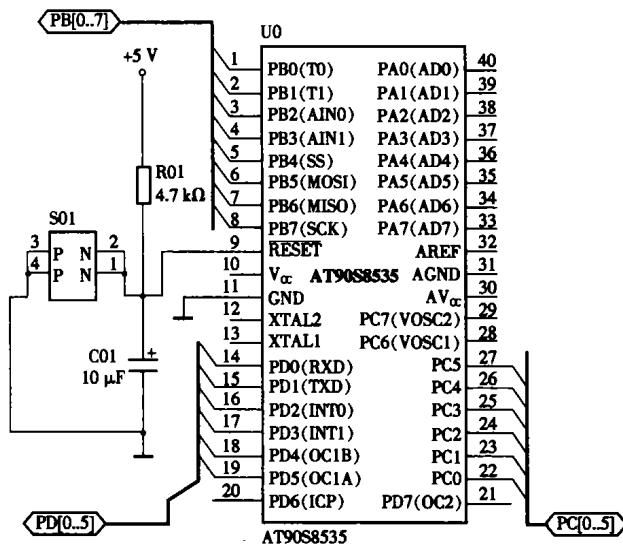 PB[0..7]
U0
+5 V
R01
4.7 kΩ
S01
3 P N 2
4 P N 1
C01
+
10 μF
1 PB0(T0) PA0(AD0) 40
2 PB1(T1) PA1(AD1) 39
3 PB2(AIN0) PA2(AD2) 38
4 PB3(AIN1) PA3(AD3) 37
5 PB4(SS) PA4(AD4) 36
6 PB5(MOSI) PA5(AD5) 35
7 PB6(MISO) PA6(AD6) 34
8 PB7(SCK) PA7(AD7) 33
9 RESET AREF 32
10 VCC AT90S8535 AGND 31
11 GND AVCC 30
12 XTAL2 PC7(VOSC2) 29
13 XTAL1 PC6(VOSC1) 28
14 PD0(RXD) PC5 27
15 PD1(TXD) PC4 26
16 PD2(INT0) PC3 25
17 PD3(INT1) PC2 24
18 PD4(OC1B) PC1 23
19 PD5(OC1A) PC0 22
20 PD6(ICP) PD7(OC2) 21
PD[0..5]
PC[0..5]
AT90S8535